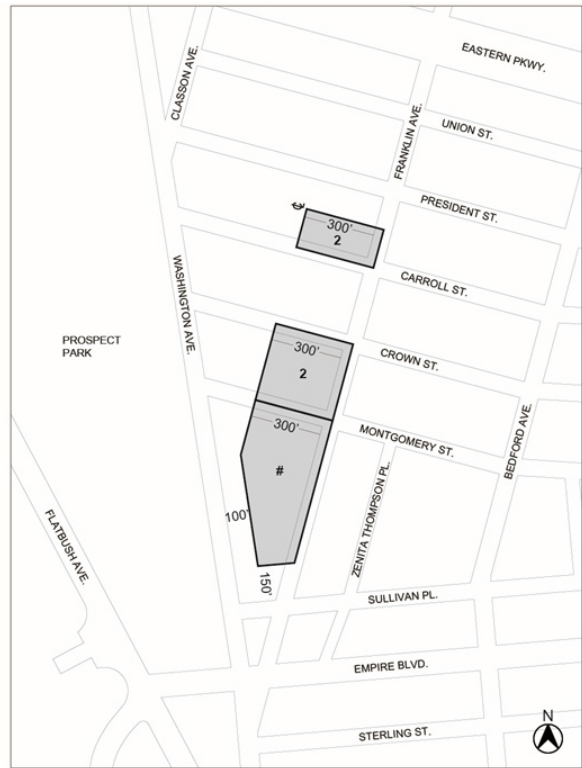 EASTERN PKWY.
CLASSON AVE.
UNION ST.
FRANKLIN AVE.
PRESIDENT ST.
℄
300'
2
CARROLL ST.
WASHINGTON AVE.
PROSPECT
PARK
300'
2
CROWN ST.
300'
MONTGOMERY ST.
BEDFORD AVE.
#
ZENITA THOMPSON PL.
100'
FLATBUSH AVE.
150'
SULLIVAN PL.
EMPIRE BLVD.
N
STERLING ST.